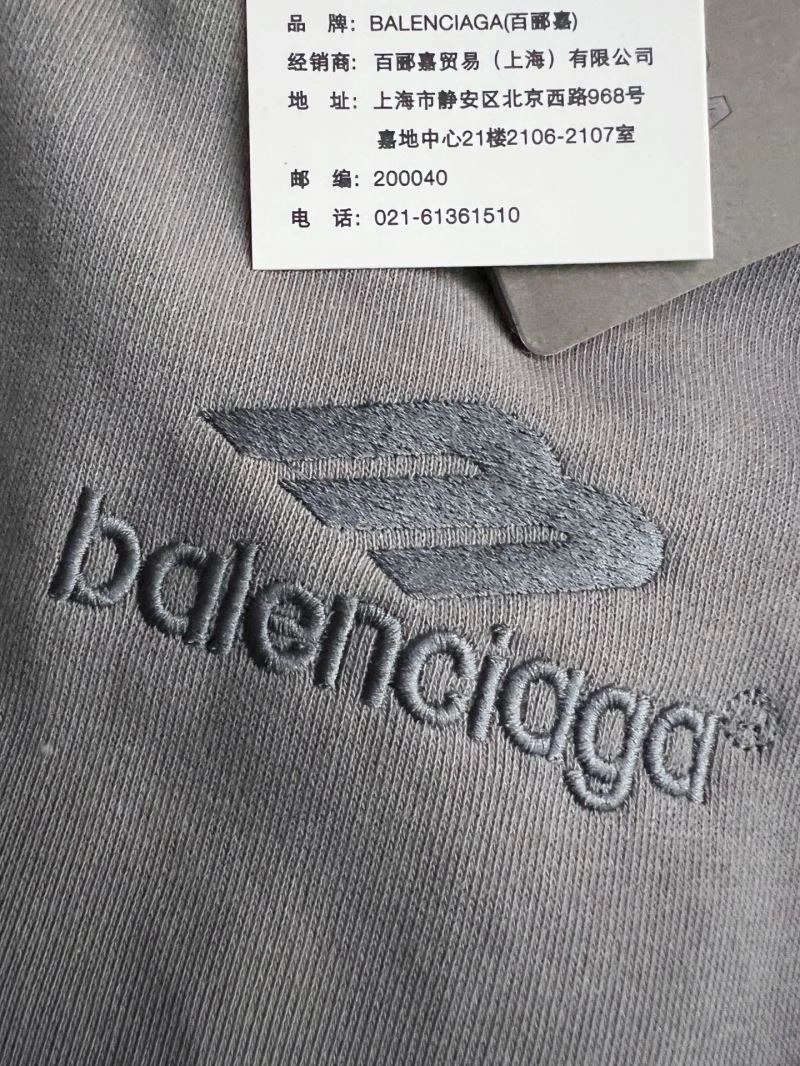 品 牌：BALENCIAGA(百郦嘉)
经销商：百郦嘉贸易（上海）有限公司
地 址：上海市静安区北京西路968号
嘉地中心21楼2106-2107室
邮 编：200040
电 话：021-61361510
balenciaga®